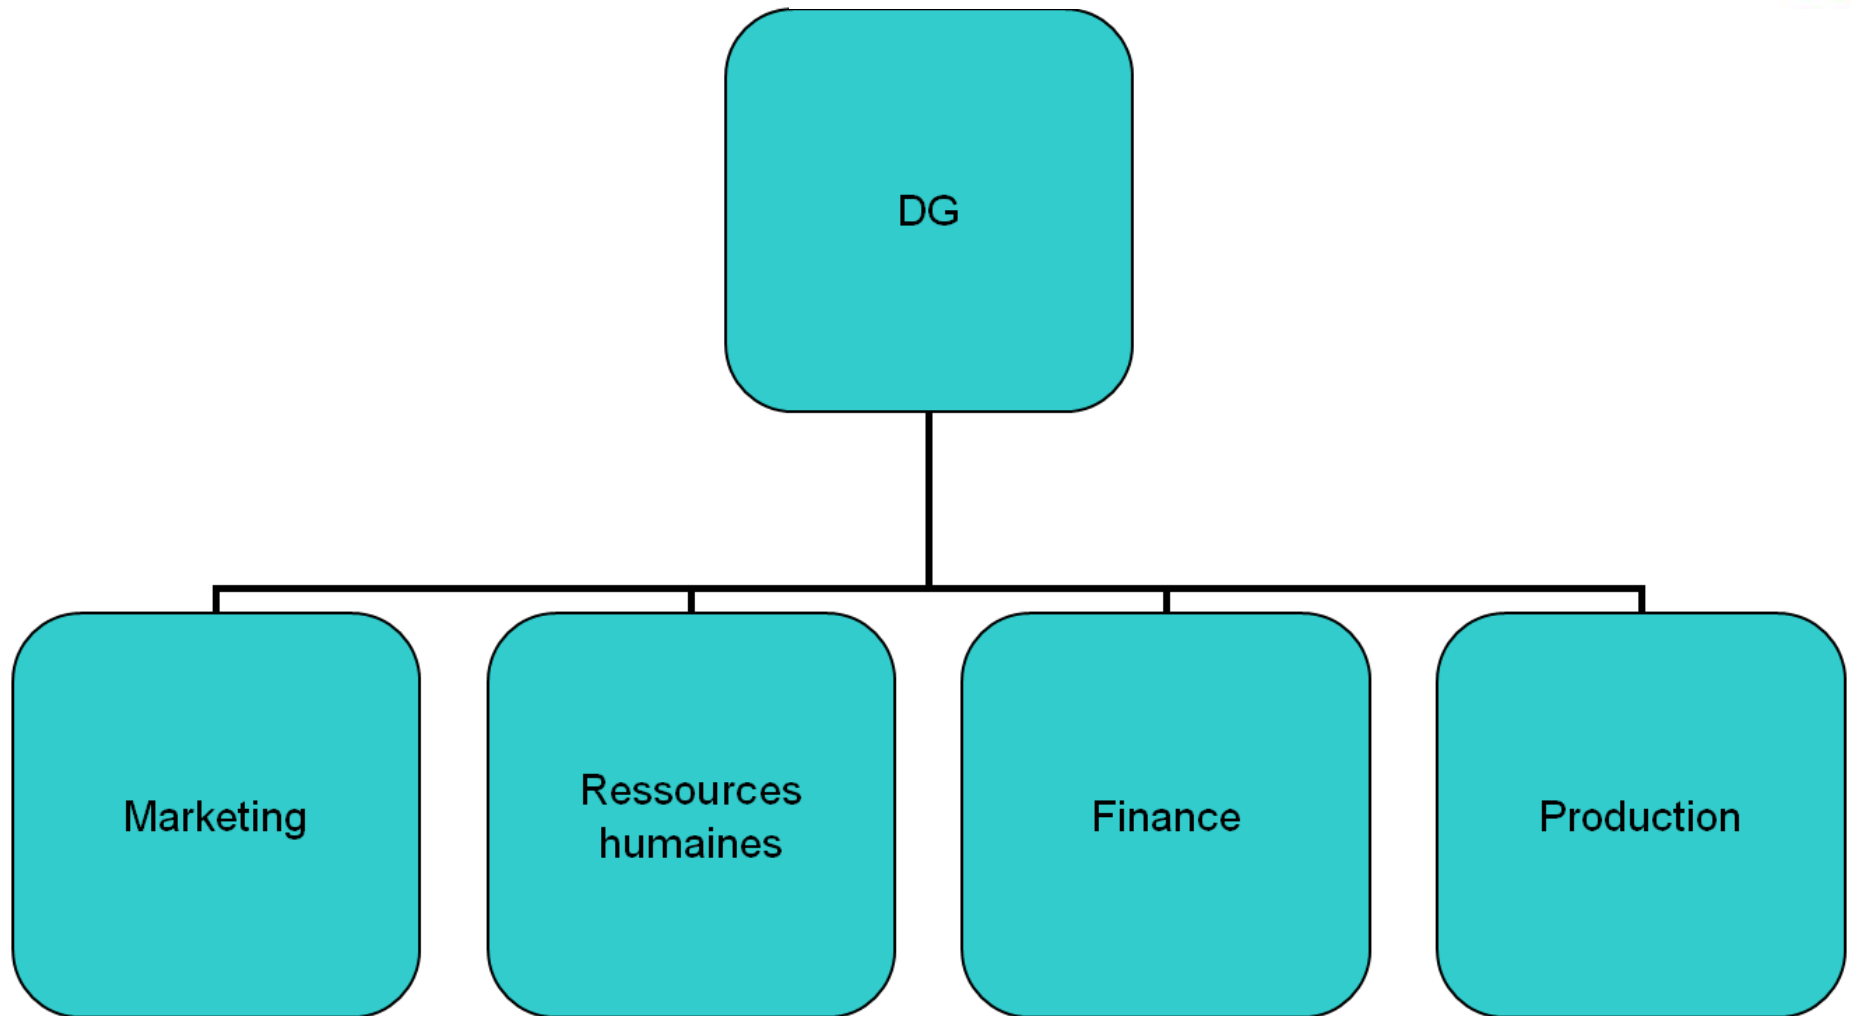 DG
Marketing
Ressources
humaines
Finance
Production